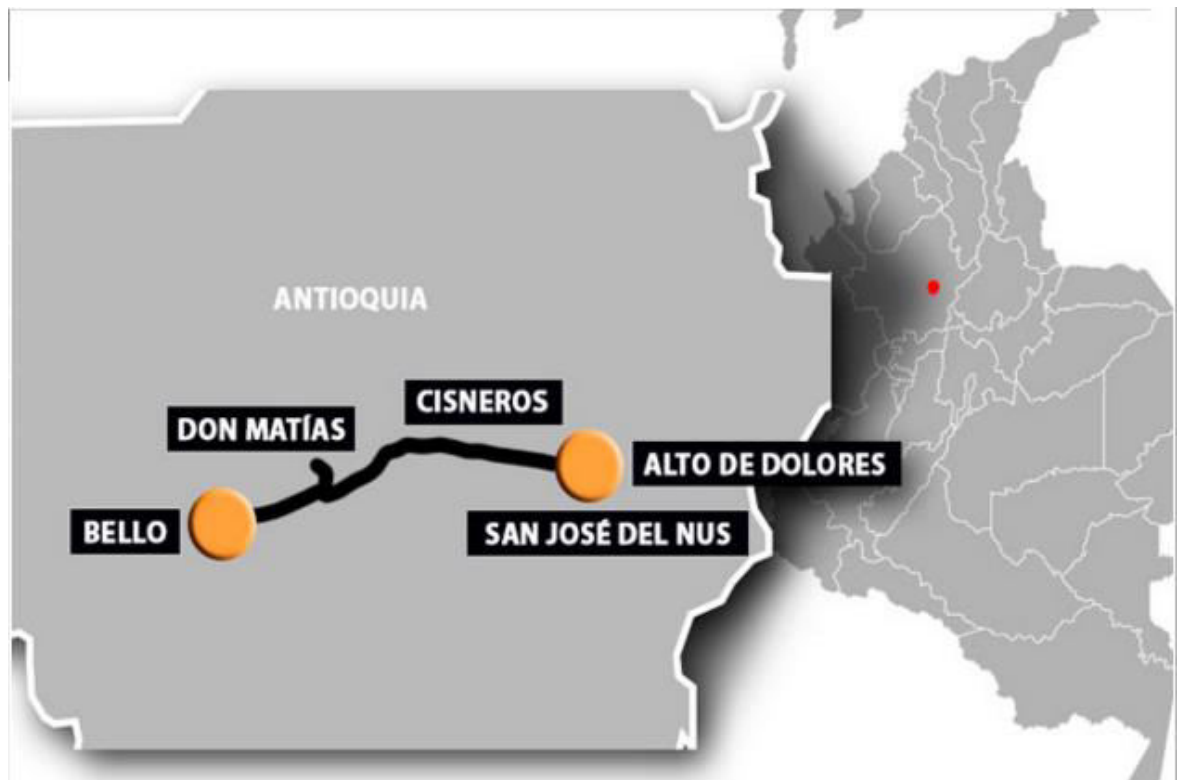 ANTIOQUIA
CISNEROS
DON MATÍAS
ALTO DE DOLORES
BELLO
SAN JOSÉ DEL NUS